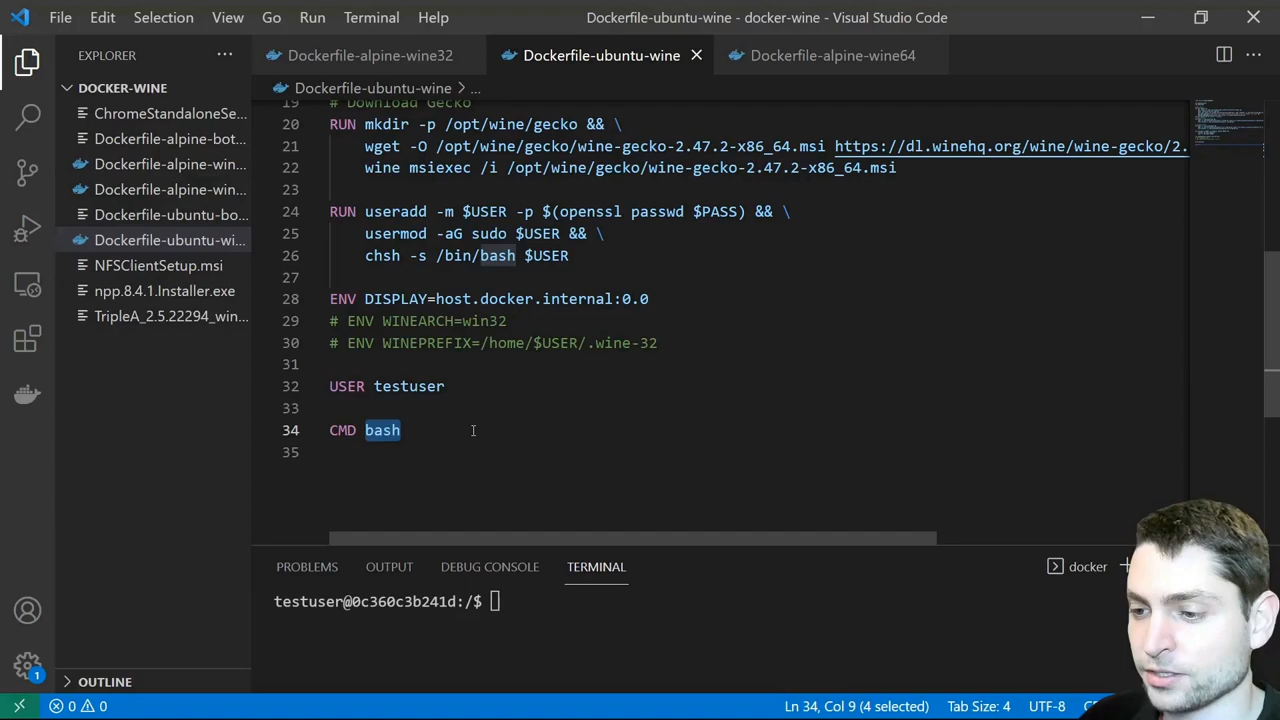 File Edit Selection View Go Run Terminal Help Dockerfile-ubuntu-wine - docker-wine - Visual Studio Code
EXPLORER
Dockerfile-alpine-wine32 Dockerfile-ubuntu-wine Dockerfile-alpine-wine64
DOCKER-WINE
Dockerfile-ubuntu-wine > ...
ChromeStandaloneSe...
Dockerfile-alpine-bot...
Dockerfile-alpine-win...
Dockerfile-alpine-win...
Dockerfile-ubuntu-bo...
Dockerfile-ubuntu-wi...
NFSClientSetup.msi
npp.8.4.1.Installer.exe
TripleA_2.5.22294_win...
OUTLINE
19 # Download Gecko
20 RUN mkdir -p /opt/wine/gecko && \
21 wget -O /opt/wine/gecko/wine-gecko-2.47.2-x86_64.msi https://dl.winehq.org/wine/wine-gecko/2.
22 wine msiexec /i /opt/wine/gecko/wine-gecko-2.47.2-x86_64.msi
23
24 RUN useradd -m $USER -p $(openssl passwd $PASS) && \
25 usermod -aG sudo $USER && \
26 chsh -s /bin/bash $USER
27
28 ENV DISPLAY=host.docker.internal:0.0
29 # ENV WINEARCH=win32
30 # ENV WINEPREFIX=/home/$USER/.wine-32
31
32 USER testuser
33
34 CMD bash
35
PROBLEMS OUTPUT DEBUG CONSOLE TERMINAL docker
testuser@0c360c3b241d:/$
1
0 0 Ln 34, Col 9 (4 selected) Tab Size: 4 UTF-8